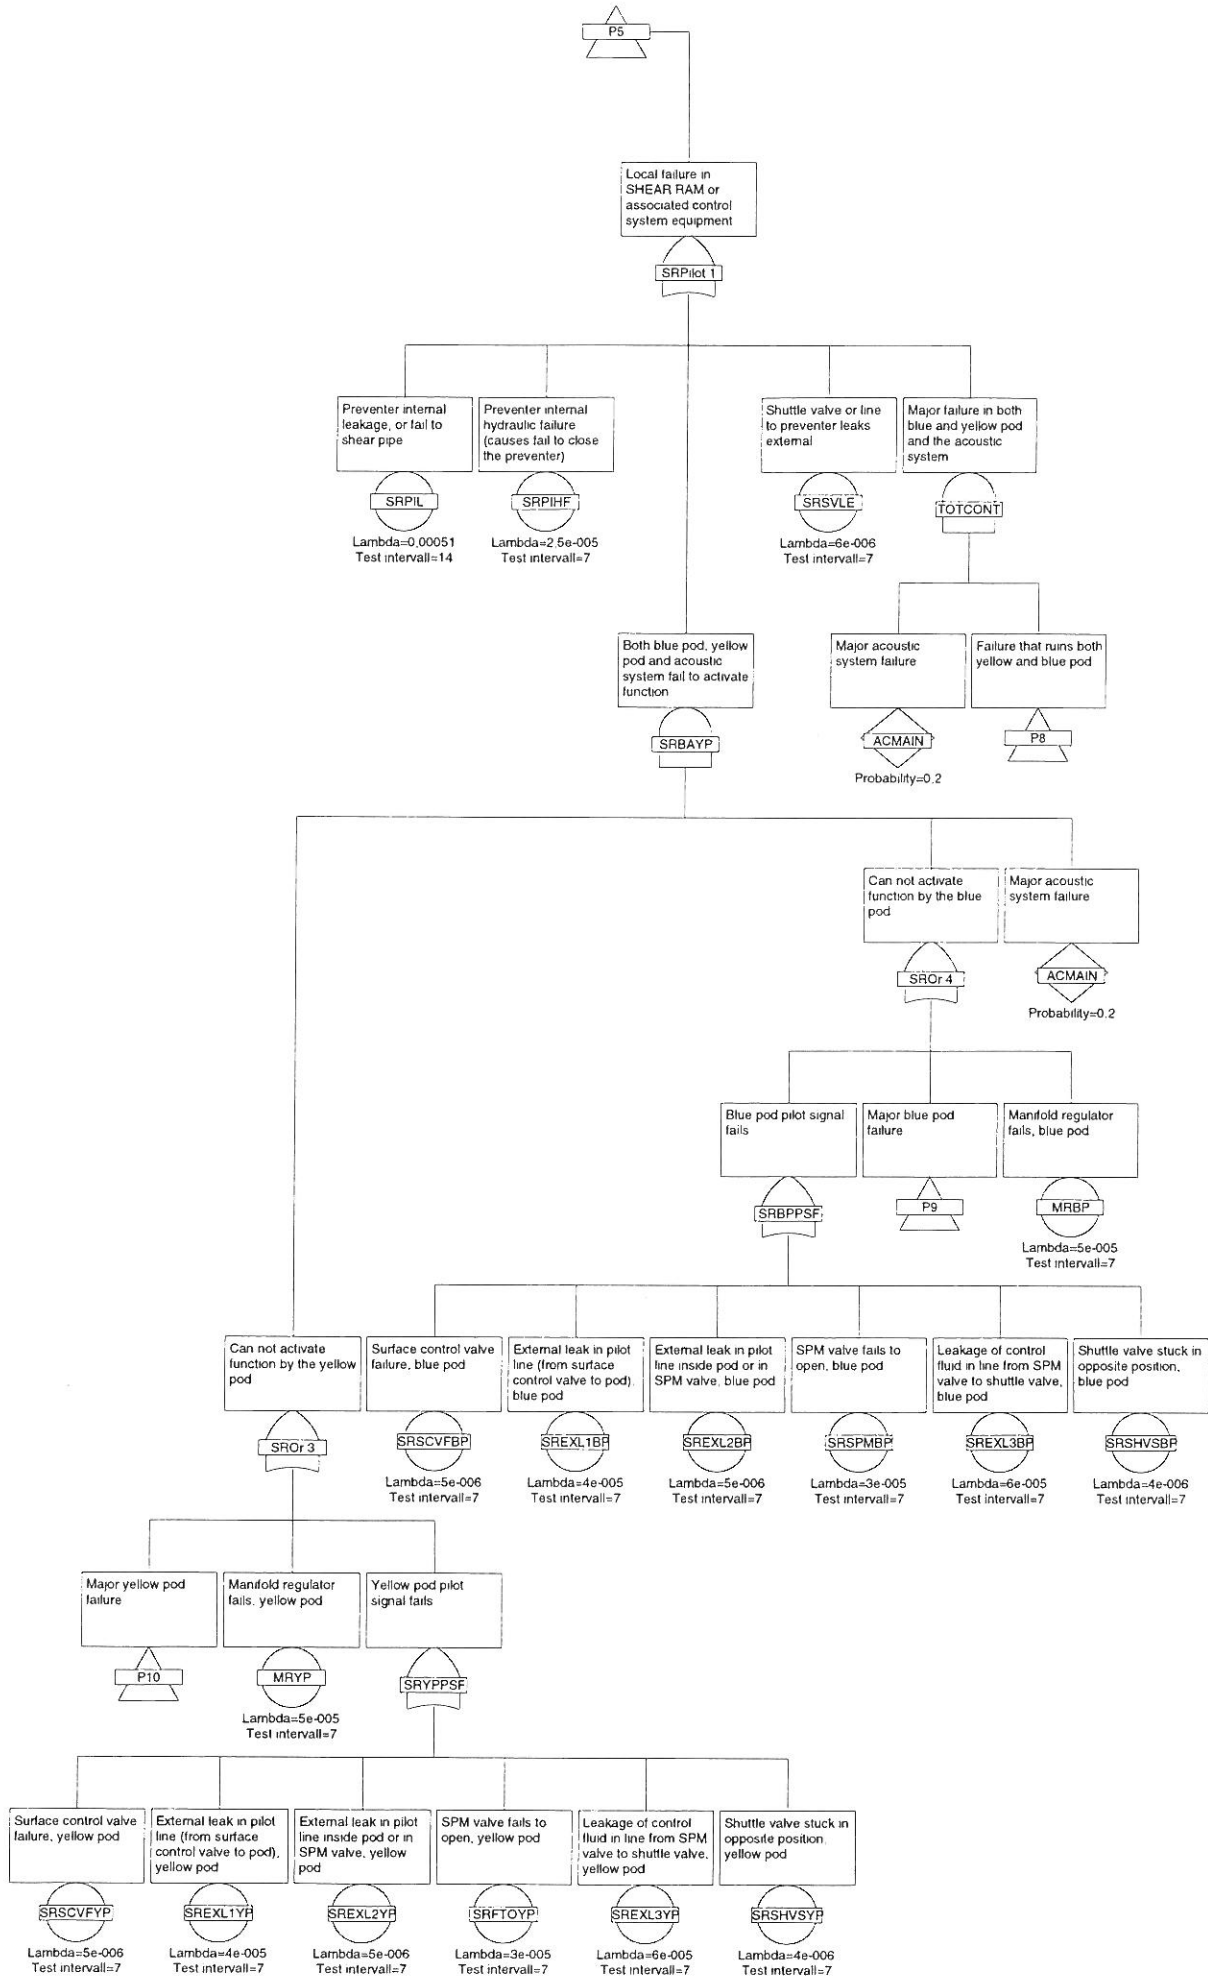 P5
Local failure in
SHEAR RAM or
associated control
system equipment
SRPilot 1
Preventer internal
leakage, or fail to
shear pipe
SRPIL
Lambda=0,00051
Test intervall=14
Preventer internal
hydraulic failure
(causes fail to close
the preventer)
SRPIHF
Lambda=2.5e-005
Test intervall=7
Shuttle valve or line
to preventer leaks
external
SRSVLE
Lambda=6e-006
Test intervall=7
Major failure in both
blue and yellow pod
and the acoustic
system
TOTCONT
Both blue pod, yellow
pod and acoustic
system fail to activate
function
SRBAYP
Major acoustic
system failure
ACMAIN
Probability=0.2
Failure that ruins both
yellow and blue pod
P8
Can not activate
function by the blue
pod
SROr 4
Major acoustic
system failure
ACMAIN
Probability=0.2
Blue pod pilot signal
fails
SRBPPSF
Major blue pod
failure
P9
Manifold regulator
fails, blue pod
MRBP
Lambda=5e-005
Test intervall=7
Can not activate
function by the yellow
pod
SROr 3
Surface control valve
failure, blue pod
SRSCVFBP
Lambda=5e-006
Test intervall=7
External leak in pilot
line (from surface
control valve to pod),
blue pod
SREXL1BP
Lambda=4e-005
Test intervall=7
External leak in pilot
line inside pod or in
SPM valve, blue pod
SREXL2BP
Lambda=5e-006
Test intervall=7
SPM valve fails to
open, blue pod
SRSPMBP
Lambda=3e-005
Test intervall=7
Leakage of control
fluid in line from SPM
valve to shuttle valve,
blue pod
SREXL3BP
Lambda=6e-005
Test intervall=7
Shuttle valve stuck in
opposite position,
blue pod
SRSHVSBP
Lambda=4e-006
Test intervall=7
Major yellow pod
failure
P10
Manifold regulator
fails, yellow pod
MRYP
Lambda=5e-005
Test intervall=7
Yellow pod pilot
signal fails
SRYPPSF
Surface control valve
failure, yellow pod
SRSCVFYP
Lambda=5e-006
Test intervall=7
External leak in pilot
line (from surface
control valve to pod),
yellow pod
SREXL1YP
Lambda=4e-005
Test intervall=7
External leak in pilot
line inside pod or in
SPM valve, yellow
pod
SREXL2YP
Lambda=5e-006
Test intervall=7
SPM valve fails to
open, yellow pod
SRFTOYP
Lambda=3e-005
Test intervall=7
Leakage of control
fluid in line from SPM
valve to shuttle valve,
yellow pod
SREXL3YP
Lambda=6e-005
Test intervall=7
Shuttle valve stuck in
opposite position,
yellow pod
SRSHVSYP
Lambda=4e-006
Test intervall=7